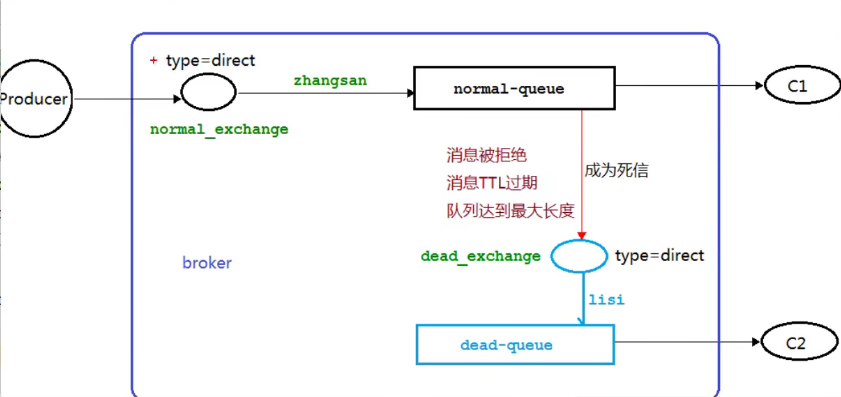 + type=direct
Producer
zhangsan
normal-queue
C1
normal_exchange
消息被拒绝
消息TTL过期
队列达到最大长度
成为死信
broker
dead_exchange
type=direct
lisi
dead-queue
C2